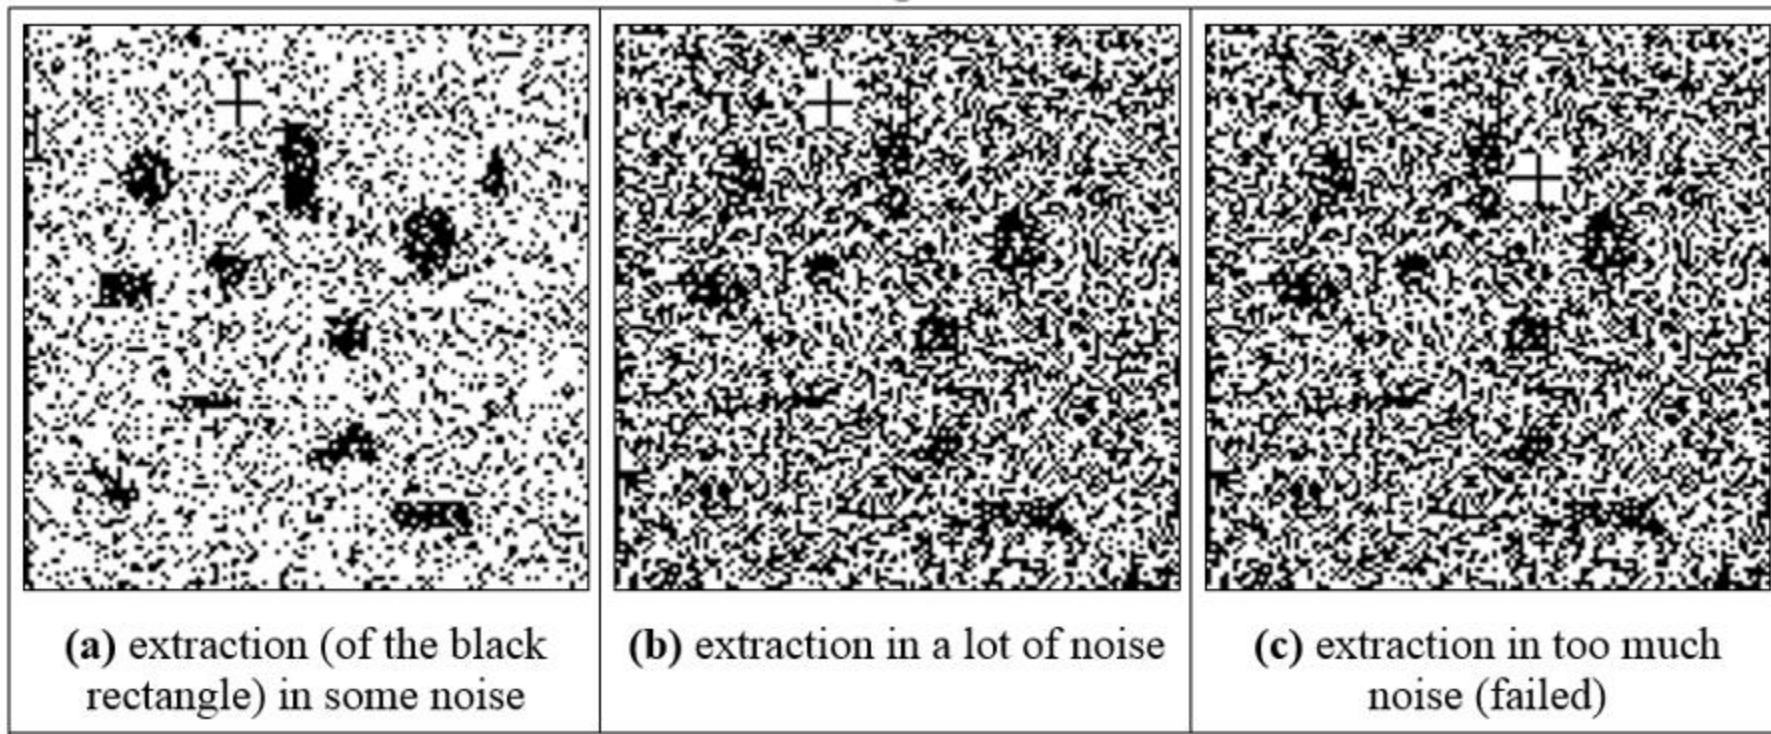 (a) extraction (of the black
rectangle) in some noise
(b) extraction in a lot of noise
(c) extraction in too much
noise (failed)